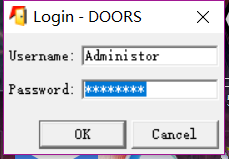 Login - DOORS
Username: Administor
Password: ********
OK Cancel